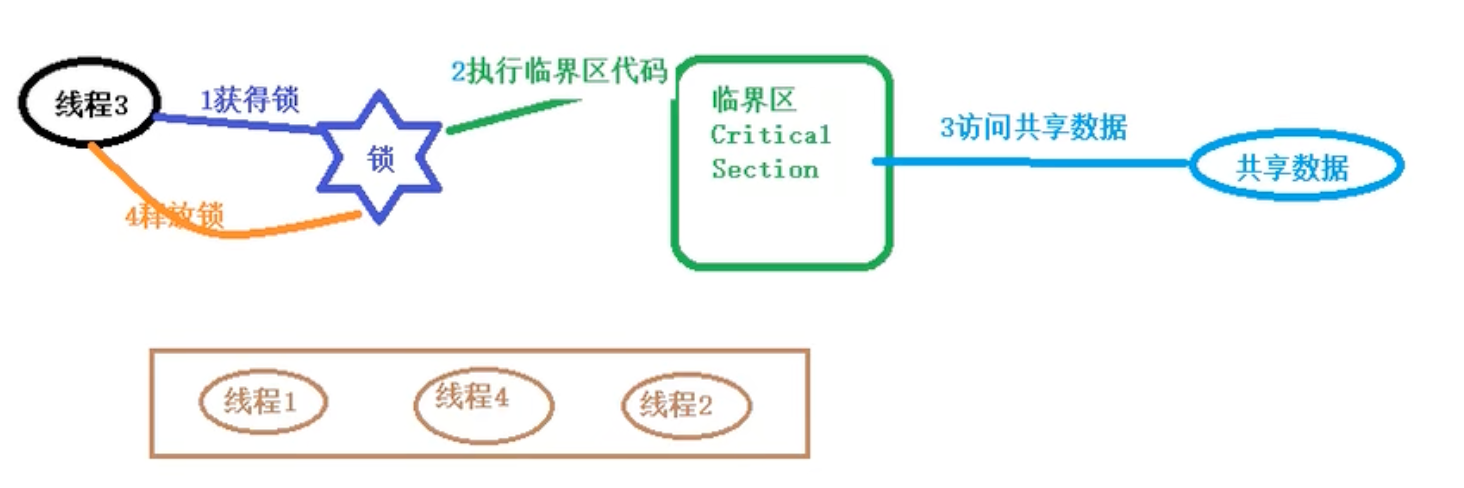 线程3
1获得锁
锁
2执行临界区代码
临界区
Critical
Section
3访问共享数据
共享数据
4释放锁
线程1
线程4
线程2